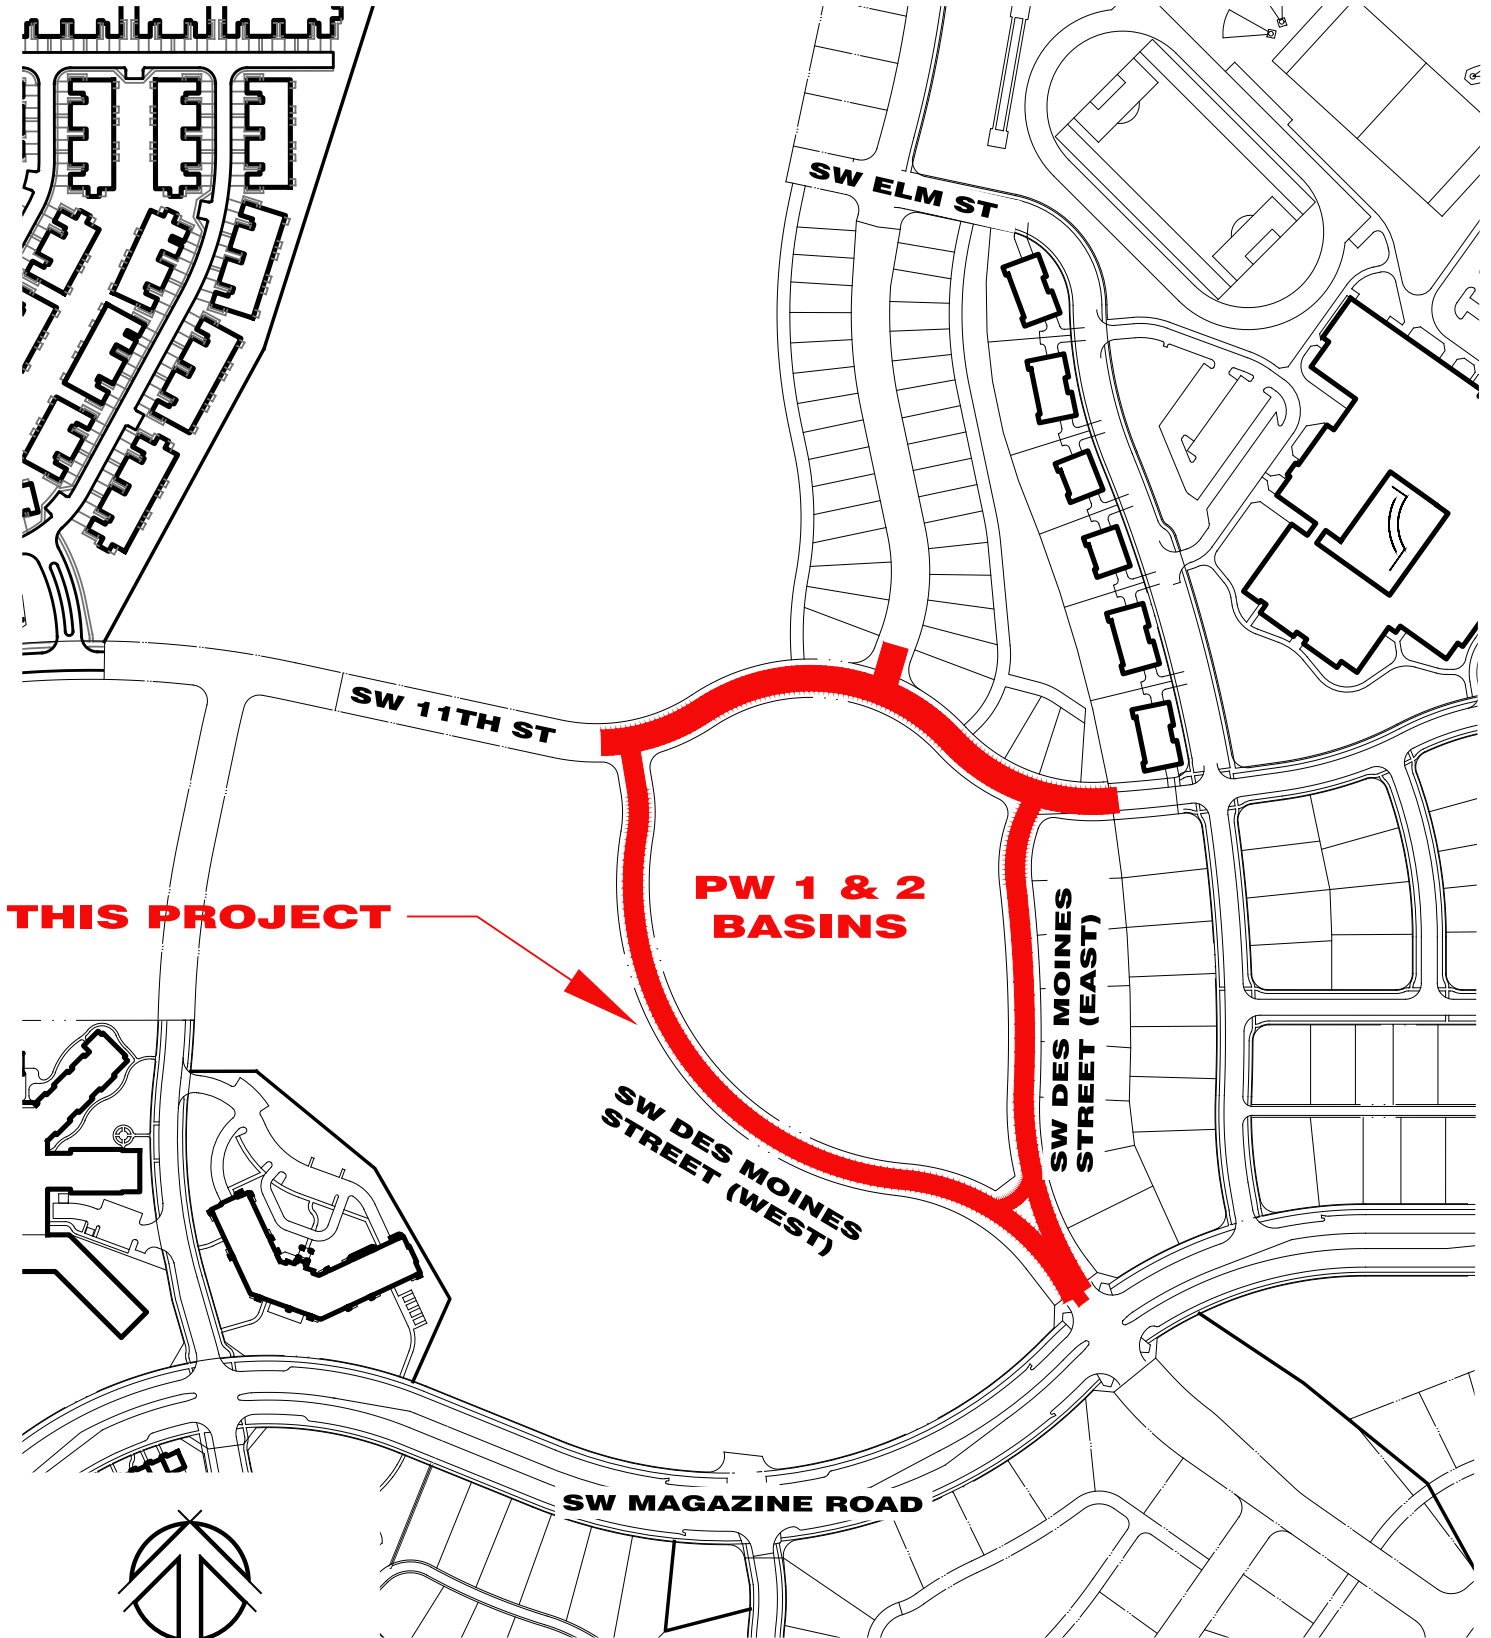 SW ELM ST
SW 11TH ST
THIS PROJECT
PW 1 & 2
BASINS
SW DES MOINES
STREET (EAST)
SW DES MOINES
STREET (WEST)
SW MAGAZINE ROAD